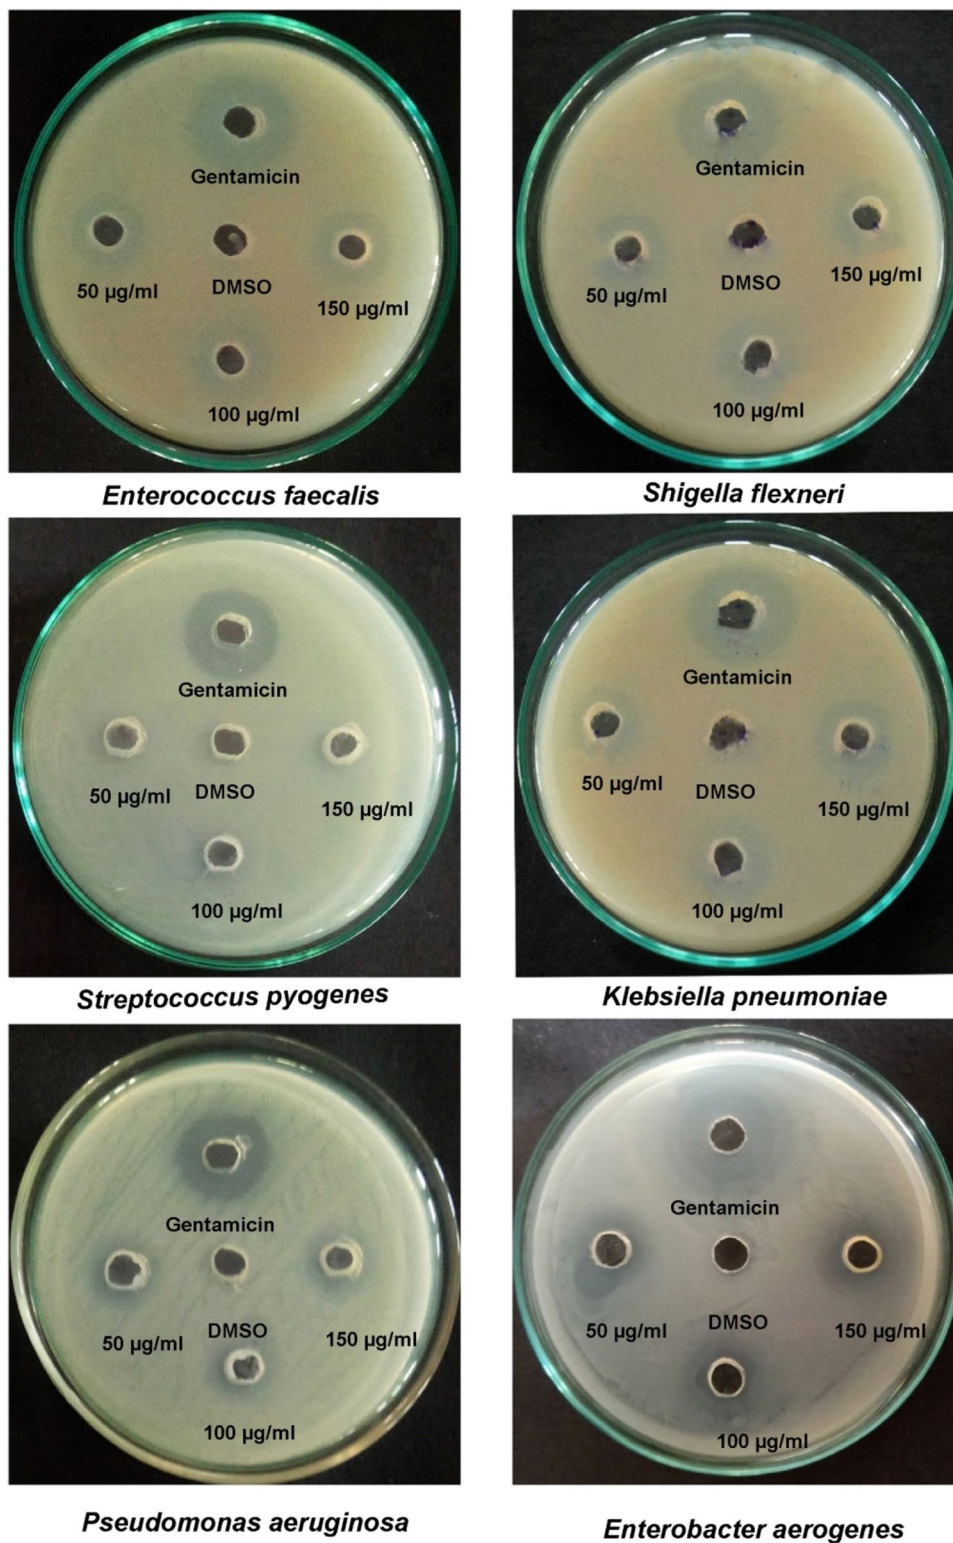 Gentamicin
50 µg/ml
DMSO
150 µg/ml
100 µg/ml
Enterococcus faecalis
Gentamicin
50 µg/ml
DMSO
150 µg/ml
100 µg/ml
Shigella flexneri
Gentamicin
50 µg/ml
DMSO
150 µg/ml
100 µg/ml
Streptococcus pyogenes
Gentamicin
50 µg/ml
DMSO
150 µg/ml
100 µg/ml
Klebsiella pneumoniae
Gentamicin
50 µg/ml
DMSO
150 µg/ml
100 µg/ml
Pseudomonas aeruginosa
Gentamicin
50 µg/ml
DMSO
150 µg/ml
100 µg/ml
Enterobacter aerogenes